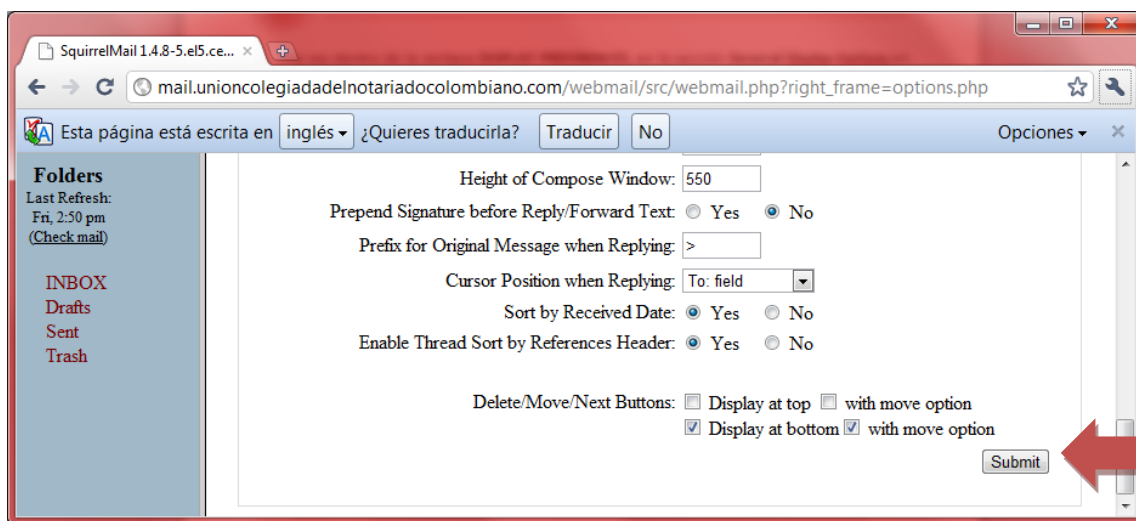 SquirrelMail 1.4.8-5.el5.ce...
mail.unioncolegiadadelnotariadocolombiano.com/webmail/src/webmail.php?right_frame=options.php
Esta página está escrita en inglés ¿Quieres traducirla? Traducir No Opciones
Folders
Last Refresh:
Fri, 2:50 pm
(Check mail)
INBOX
Drafts
Sent
Trash
Height of Compose Window: 550
Prepend Signature before Reply/Forward Text: Yes No
Prefix for Original Message when Replying: >
Cursor Position when Replying: To: field
Sort by Received Date: Yes No
Enable Thread Sort by References Header: Yes No
Delete/Move/Next Buttons: Display at top with move option
Display at bottom with move option
Submit